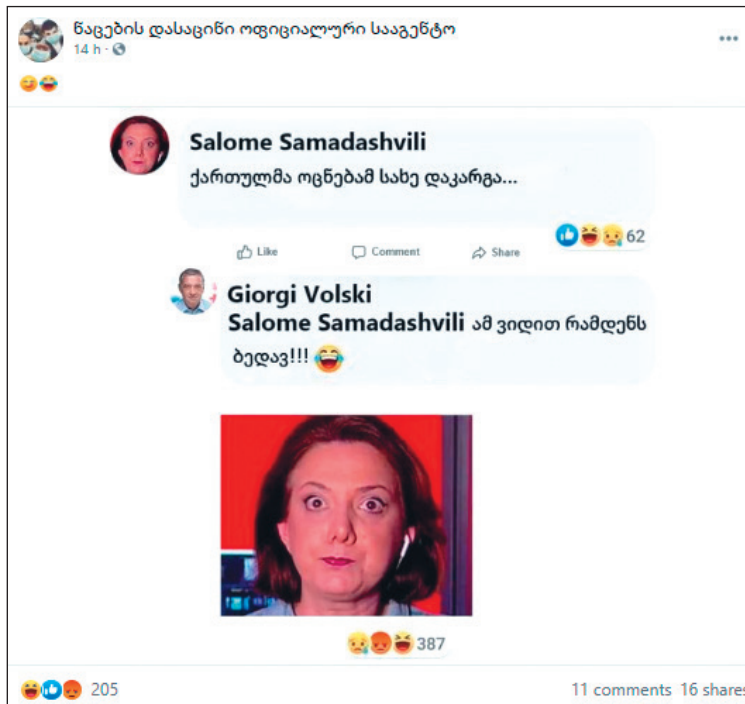 ნაცების დასაცინი ოფიციალური სააგენტო
14 h ·
Salome Samadashvili
ქართულმა ოცნებამ სახე დაკარგა...
62
Like Comment Share
Giorgi Volski
Salome Samadashvili ამ ვიდით რამდენს
ბედავ!!!
387
205 11 comments 16 shares